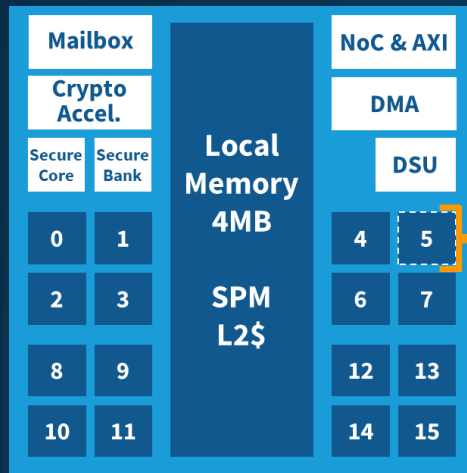 Mailbox
Crypto
Accel.
Secure
Core
Secure
Bank
0 1
2 3
8 9
10 11
Local
Memory
4MB
SPM
L2$
NoC & AXI
DMA
DSU
4 5
6 7
12 13
14 15